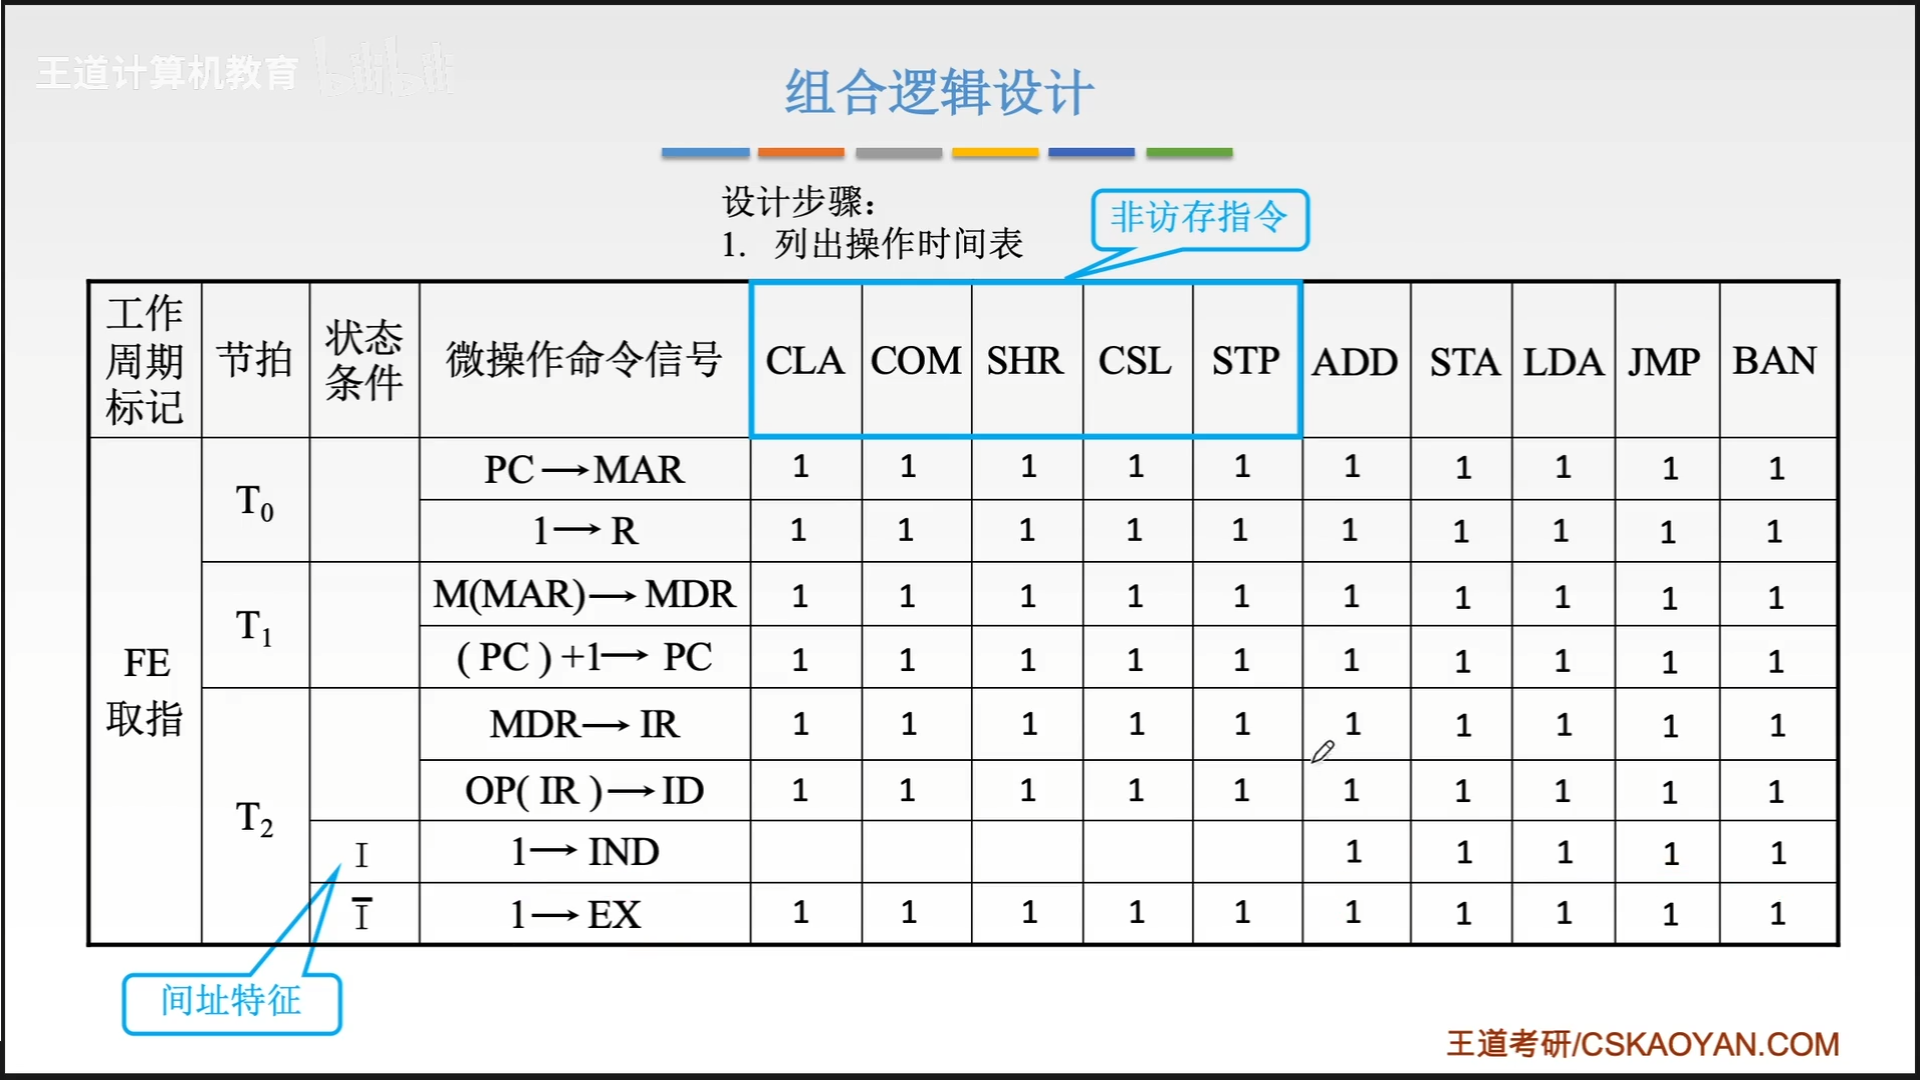 王道计算机教育 bilibili
组合逻辑设计
设计步骤：
1. 列出操作时间表
非访存指令
工作周期标记 节拍 状态条件 微操作命令信号 CLA COM SHR CSL STP ADD STA LDA JMP BAN
FE 取指
T0 PC→MAR 1 1 1 1 1 1 1 1 1 1
1→R 1 1 1 1 1 1 1 1 1 1
T1 M(MAR)→MDR 1 1 1 1 1 1 1 1 1 1
(PC)+1→PC 1 1 1 1 1 1 1 1 1 1
T2 MDR→IR 1 1 1 1 1 1 1 1 1 1
OP(IR)→ID 1 1 1 1 1 1 1 1 1 1
I 1→IND 1 1 1 1 1
Ī 1→EX 1 1 1 1 1 1 1 1 1 1
间址特征
王道考研/CSKAOYAN.COM